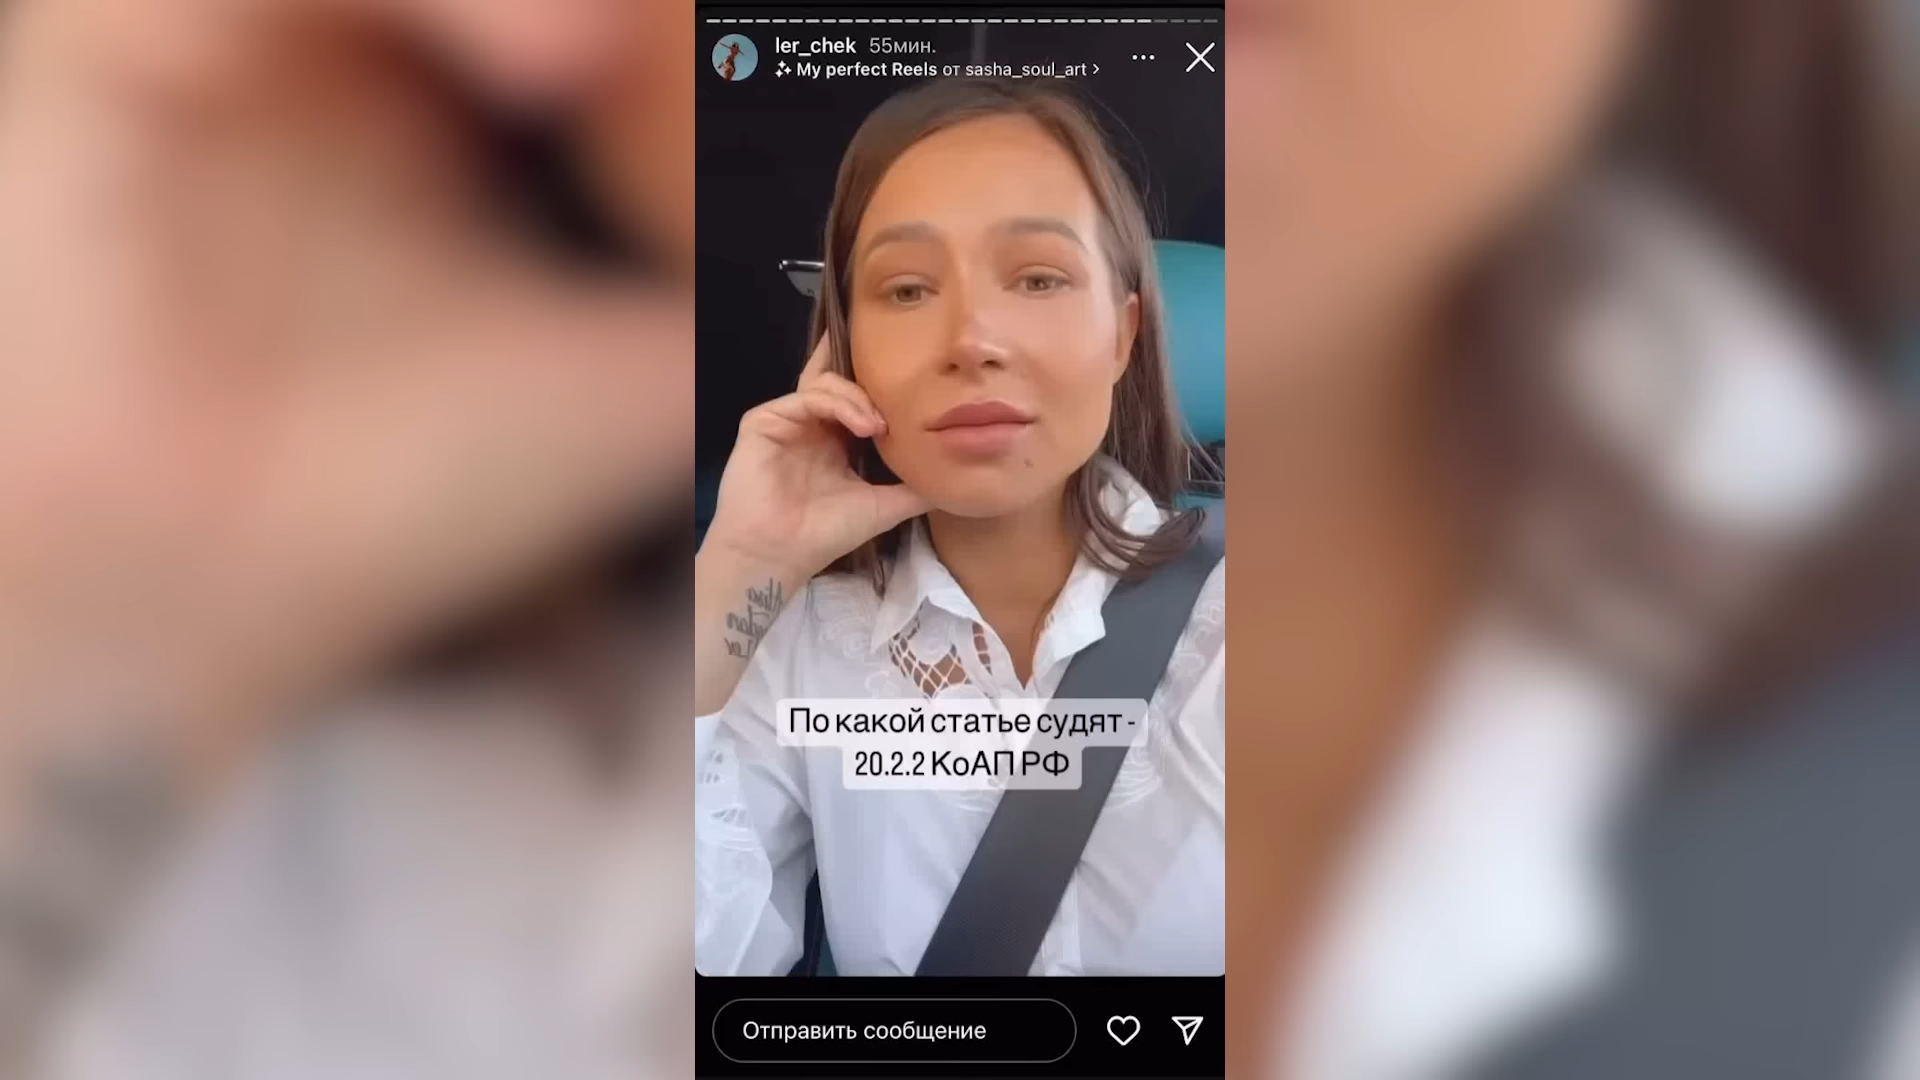 ler_chek 55мин.
My perfect Reels от sasha_soul_art
По какой статье судят -
20.2.2 КоАП РФ
Отправить сообщение